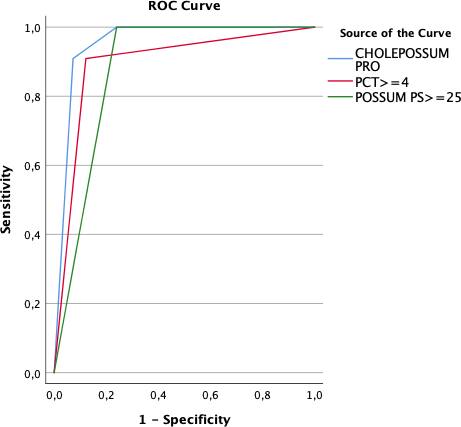 ROC Curve
Source of the Curve
CHOLEPOSSUM
PRO
PCT>=4
POSSUM PS>=25
Sensitivity
1,0
0,8
0,6
0,4
0,2
0,0
0,0 0,2 0,4 0,6 0,8 1,0
1 - Specificity